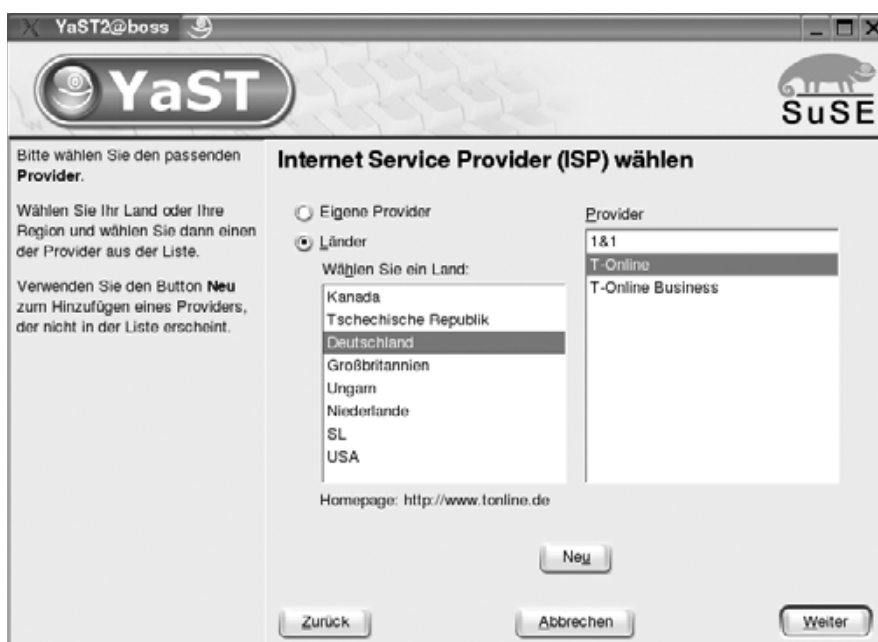 YaST2@boss
YaST
SuSE
Bitte wählen Sie den passenden
Provider.
Wählen Sie Ihr Land oder Ihre
Region und wählen Sie dann einen
der Provider aus der Liste.
Verwenden Sie den Button Neu
zum Hinzufügen eines Providers,
der nicht in der Liste erscheint.
Internet Service Provider (ISP) wählen
Eigene Provider
Länder
Wählen Sie ein Land:
Kanada
Tschechische Republik
Deutschland
Großbritannien
Ungarn
Niederlande
SL
USA
Provider
1&1
T-Online
T-Online Business
Homepage: http://www.tonline.de
Neu
Zurück
Abbrechen
Weiter